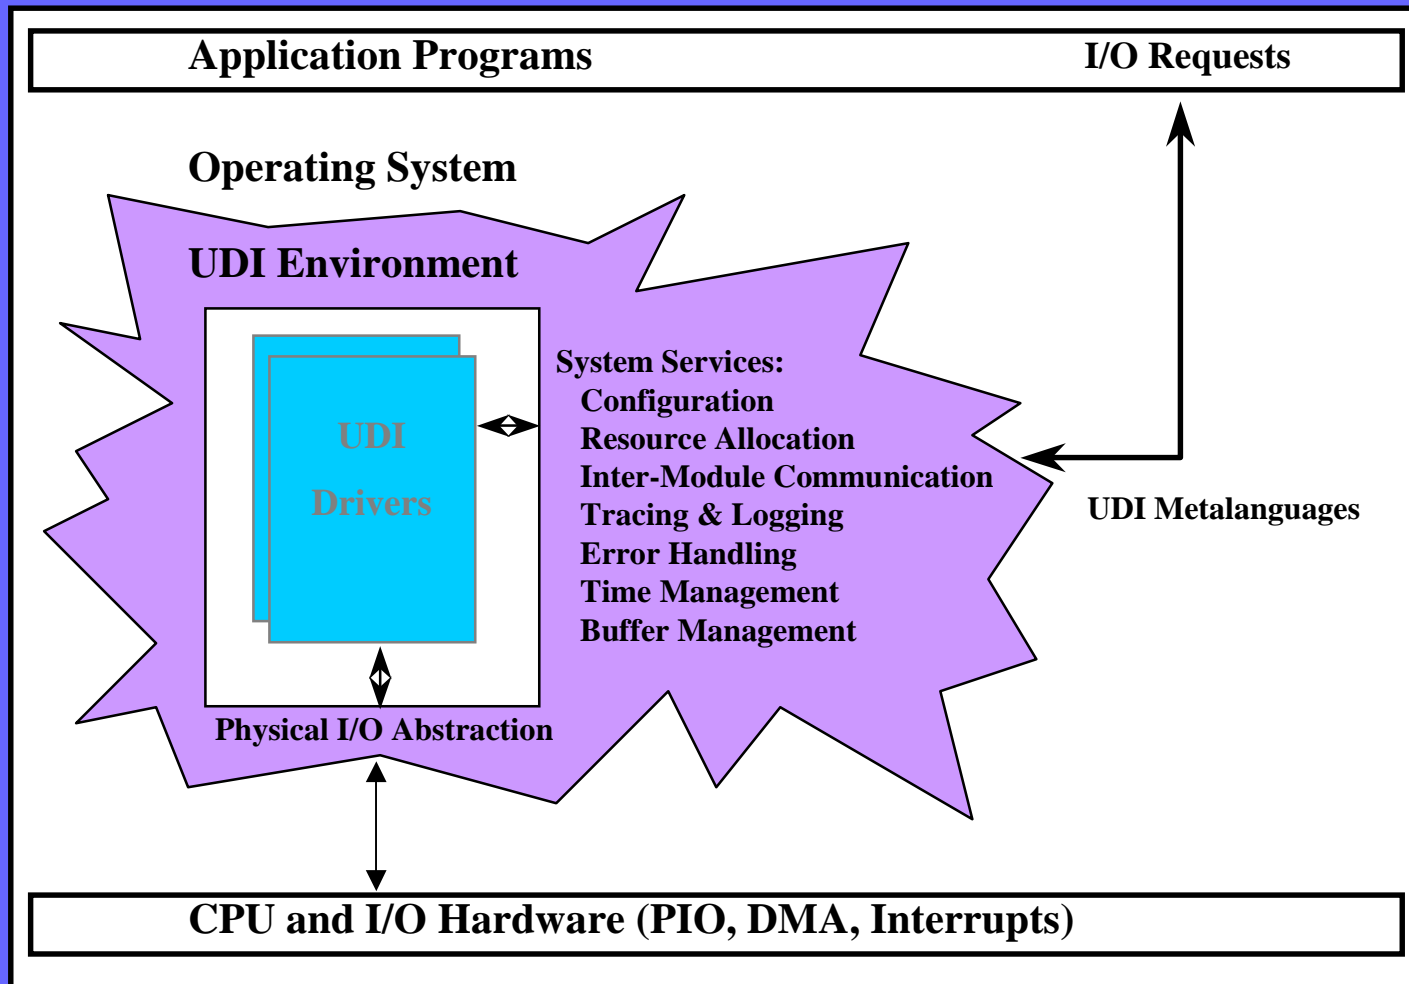 Application Programs
I/O Requests
Operating System
UDI Environment
UDI
Drivers
System Services:
Configuration
Resource Allocation
Inter-Module Communication
Tracing & Logging
Error Handling
Time Management
Buffer Management
UDI Metalanguages
Physical I/O Abstraction
CPU and I/O Hardware (PIO, DMA, Interrupts)